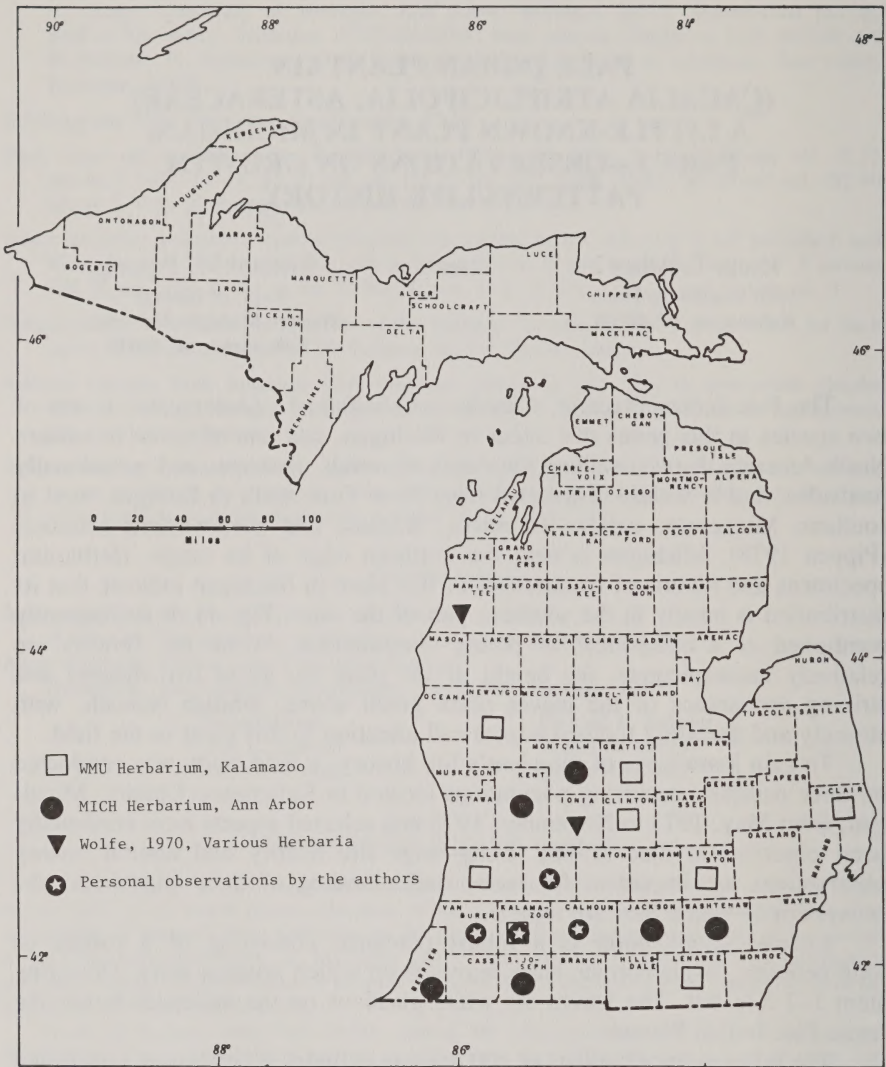 90°
88°
86°
84°
48°
48°
KEWEENAW
HOUGHTON
ONTONAGON
BARAGA
GOGEBIC
LUCE
MARQUETTE
ALGER
CHIPPEWA
IRON
SCHOOLCRAFT
DICKIN-
SON
MACKINAC
DELTA
46°
46°
MENOMINEE
EMMET
CHEBOY-
GAN
PRESQUE
ISLE
CHARLE-
VOIX
MONTMO-
RENCY
ALPENA
ANTRIM
OTSEGO
LEELANAU
0 20 40 60 80 100
Miles
KALKAS-
KA
CRAW-
FORD
OSCODA
ALCONA
BENZIE
GRAND
TRAV-
ERSE
MANIS-
TEE
WEXFORD
MISSAU-
KEE
ROSCOM-
MON
OGEMAW
IOSCO
MASON
LAKE
OSCEOLA
CLARE
GLADWIN
ARENAC
44°
44°
HURON
BAY
OCEANA
NEWAYGO
MECOSTA
ISABEL-
LA
MIDLAND
TUSCOLA
SANILAC
MONTCALM
GRATIOT
SAGINAW
WMU Herbarium, Kalamazoo
MUSKEGON
KENT
GENESEE
LAPEER
MICH Herbarium, Ann Arbor
OTTAWA
IONIA
CLINTON
SHIAWA-
SSEE
ST.CLAIR
Wolfe, 1970, Various Herbaria
OAKLAND
MACOMB
ALLEGAN
BARRY
EATON
INGHAM
LIVING-
STON
Personal observations by the authors
VAN
BUREN
KALAMA-
ZOO
CALHOUN
JACKSON
WASHTENAW
WAYNE
42°
42°
BERRIEN
CASS
S.JO-
SEPH
BRANCH
HILLS-
DALE
LENAWEE
MONROE
88°
86°
84°